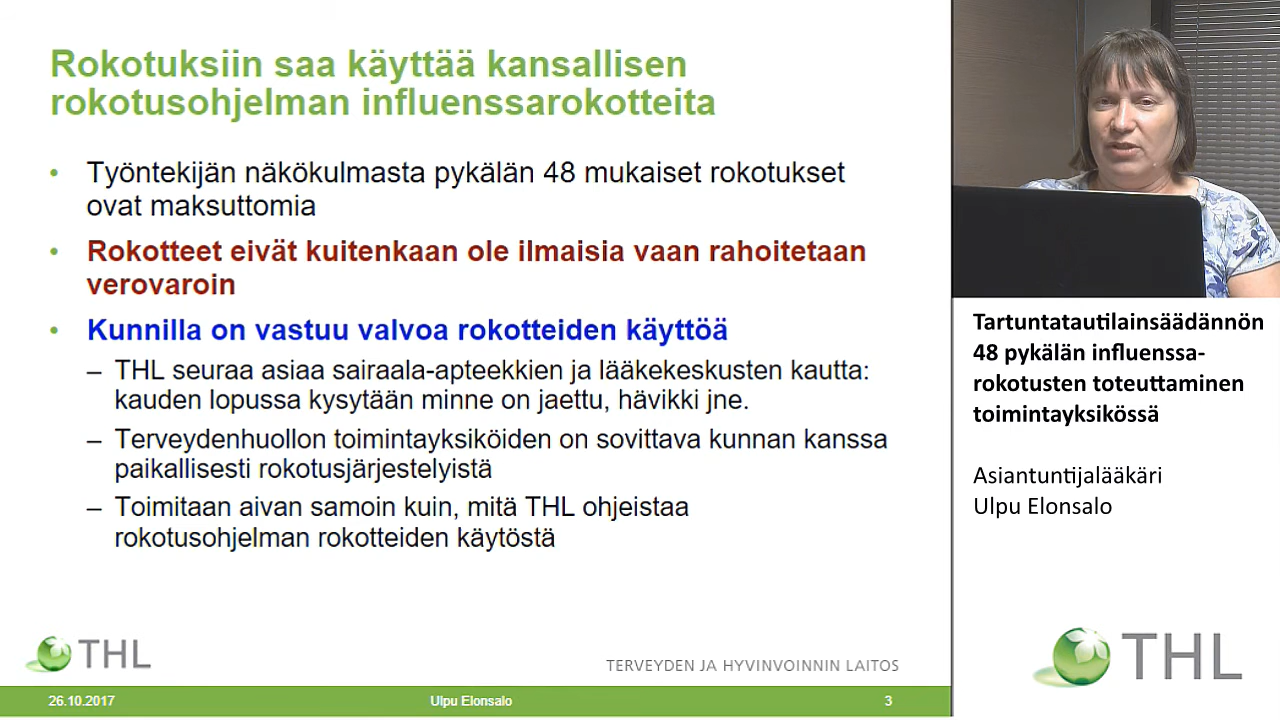 Rokotuksiin saa käyttää kansallisen
rokotusohjelman influenssarokotteita
• Työntekijän näkökulmasta pykälän 48 mukaiset rokotukset
ovat maksuttomia
• Rokotteet eivät kuitenkaan ole ilmaisia vaan rahoitetaan
verovaroin
• Kunnilla on vastuu valvoa rokotteiden käyttöä
– THL seuraa asiaa sairaala-apteekkien ja lääkekeskusten kautta:
kauden lopussa kysytään minne on jaettu, hävikki jne.
– Terveydenhuollon toimintayksiköiden on sovittava kunnan kanssa
paikallisesti rokotusjärjestelyistä
– Toimitaan aivan samoin kuin, mitä THL ohjeistaa
rokotusohjelman rokotteiden käytöstä
THL
TERVEYDEN JA HYVINVOINNIN LAITOS
26.10.2017
Ulpu Elonsalo
3
Tartuntatautilainsäädännön
48 pykälän influenssa-
rokotusten toteuttaminen
toimintayksikössä
Asiantuntijalääkäri
Ulpu Elonsalo
THL